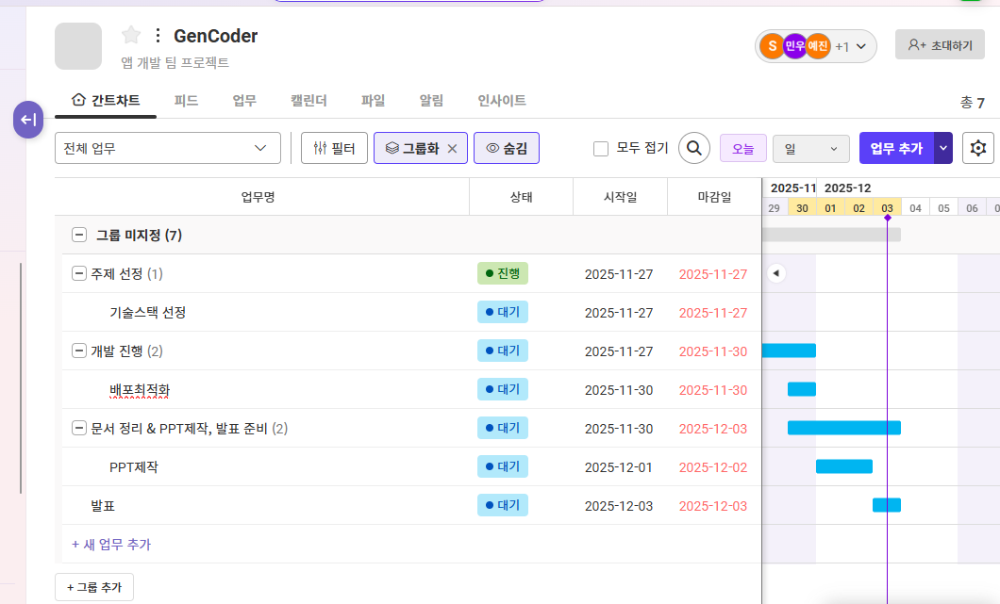 GenCoder
앱 개발 팀 프로젝트
S 민우 예진 +1
초대하기
간트차트 피드 업무 캘린더 파일 알림 인사이트
총 7
전체 업무 필터 그룹화 숨김 모두 접기 오늘 일 업무 추가
업무명 상태 시작일 마감일 2025-11 2025-12
29 30 01 02 03 04 05 06
그룹 미지정 (7)
주제 선정 (1) 진행 2025-11-27 2025-11-27
기술스택 선정 대기 2025-11-27 2025-11-27
개발 진행 (2) 대기 2025-11-27 2025-11-30
배포최적화 대기 2025-11-30 2025-11-30
문서 정리 & PPT제작, 발표 준비 (2) 대기 2025-11-30 2025-12-03
PPT제작 대기 2025-12-01 2025-12-02
발표 대기 2025-12-03 2025-12-03
+ 새 업무 추가
+ 그룹 추가